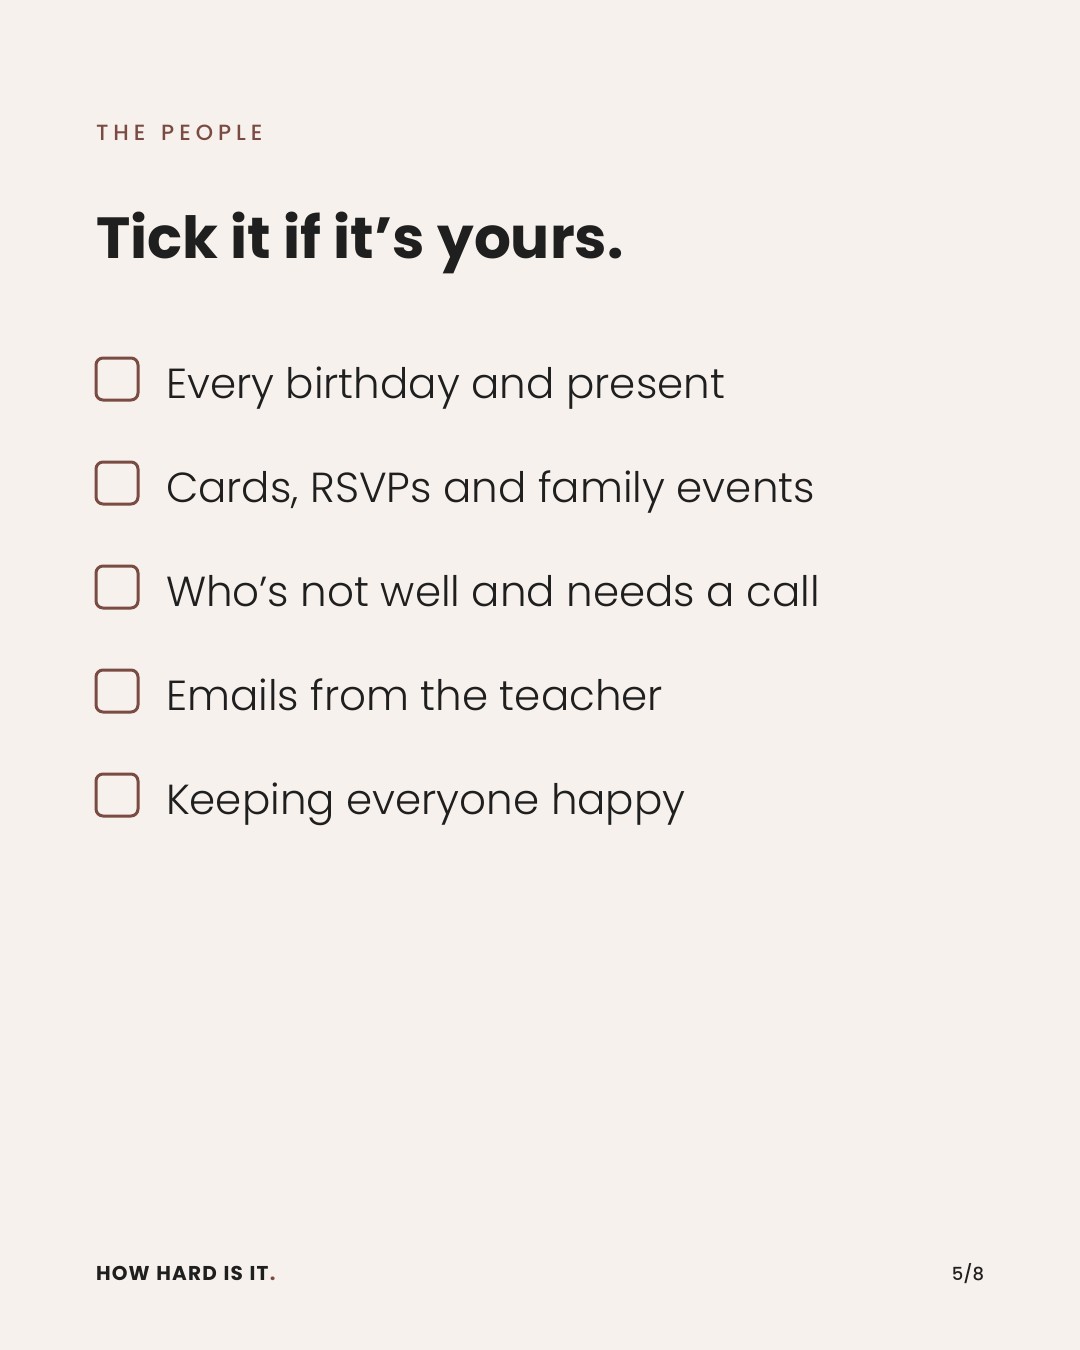 THE PEOPLE
Tick it if it’s yours.
Every birthday and present
Cards, RSVPs and family events
Who’s not well and needs a call
Emails from the teacher
Keeping everyone happy
HOW HARD IS IT.
5/8